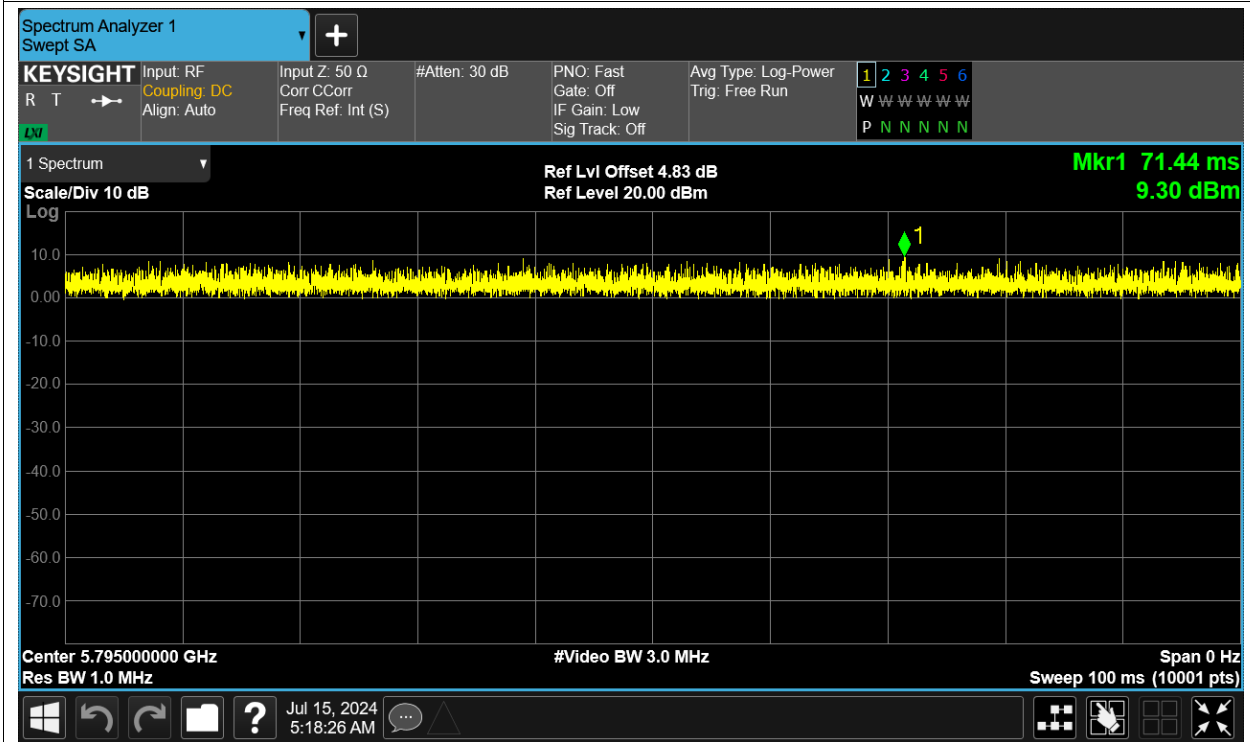 Spectrum Analyzer 1
Swept SA
KEYSIGHT
R T
LXI
Input: RF
Coupling: DC
Align: Auto
Input Z: 50 Ω
Corr CCorr
Freq Ref: Int (S)
#Atten: 30 dB
PNO: Fast
Gate: Off
IF Gain: Low
Sig Track: Off
Avg Type: Log-Power
Trig: Free Run
1 2 3 4 5 6
W W W W W W
P N N N N N
1 Spectrum
Scale/Div 10 dB
Log
Ref Lvl Offset 4.83 dB
Ref Level 20.00 dBm
Mkr1 71.44 ms
9.30 dBm
1
10.0
0.00
-10.0
-20.0
-30.0
-40.0
-50.0
-60.0
-70.0
Center 5.795000000 GHz
Res BW 1.0 MHz
#Video BW 3.0 MHz
Span 0 Hz
Sweep 100 ms (10001 pts)
?
Jul 15, 2024
5:18:26 AM